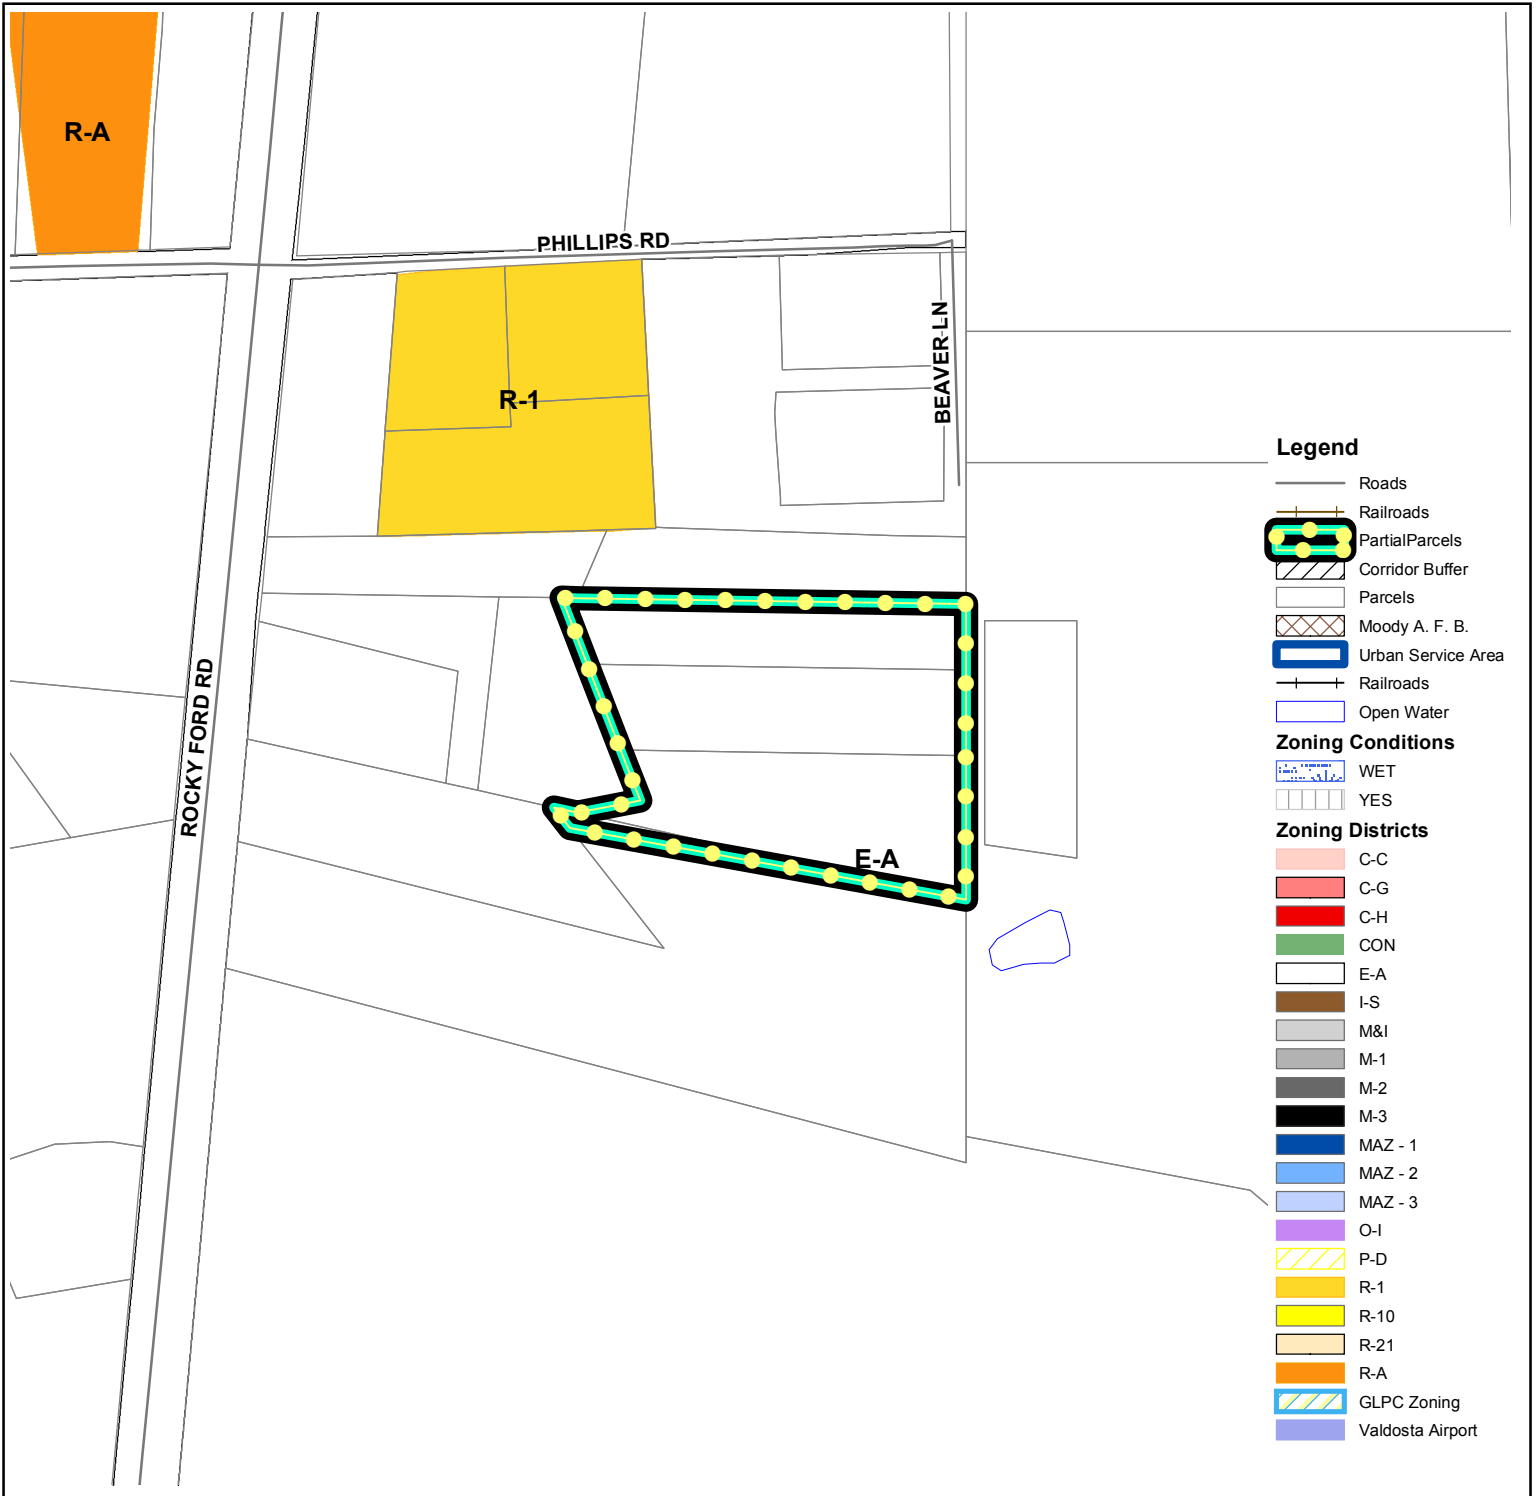 R-A
PHILLIPS RD
BEAVER LN
R-1
ROCKY FORD RD
E-A
Legend
Roads
Railroads
PartialParcels
Corridor Buffer
Parcels
Moody A. F. B.
Urban Service Area
Railroads
Open Water
Zoning Conditions
WET
YES
Zoning Districts
C-C
C-G
C-H
CON
E-A
I-S
M&I
M-1
M-2
M-3
MAZ - 1
MAZ - 2
MAZ - 3
O-I
P-D
R-1
R-10
R-21
R-A
GLPC Zoning
Valdosta Airport